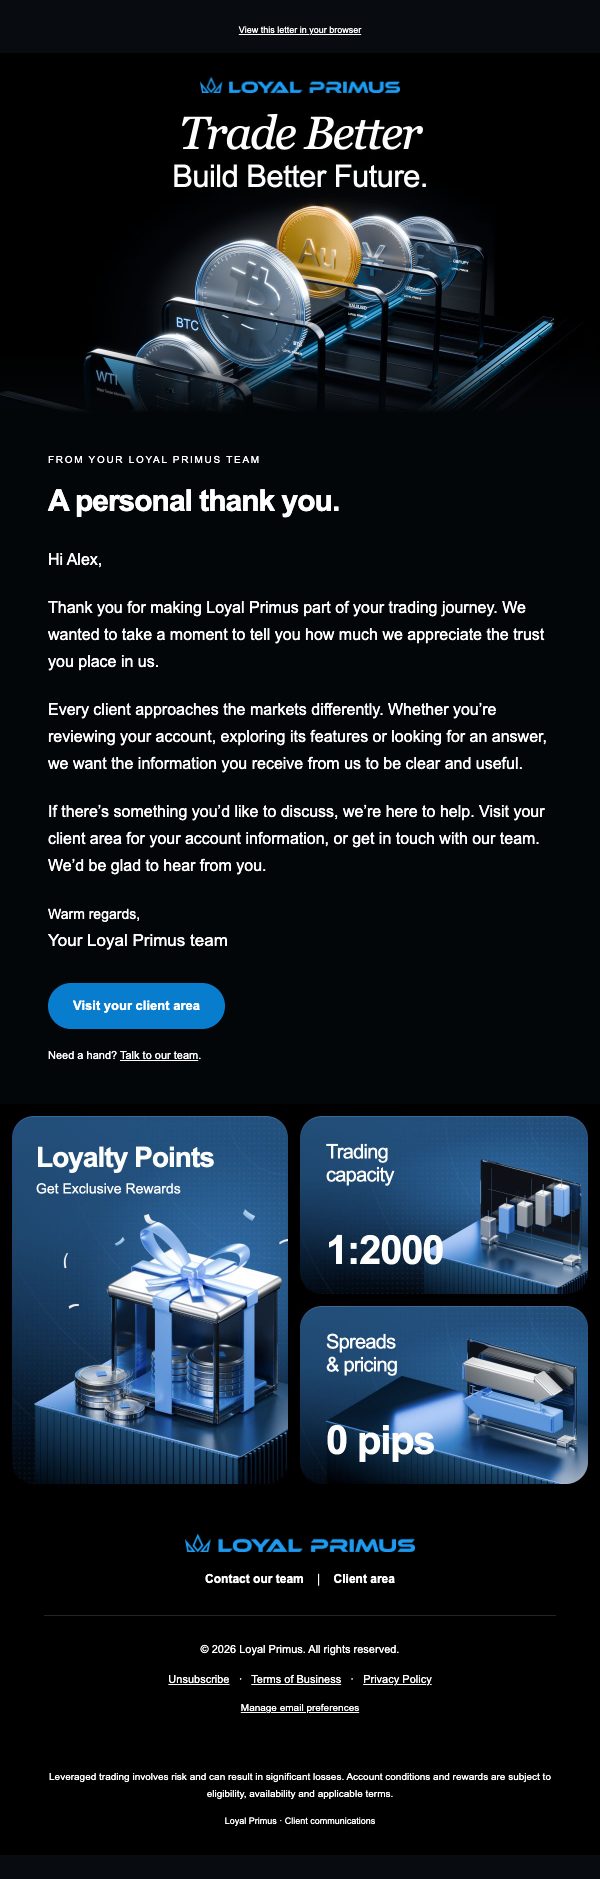 View this letter in your browser
LOYAL PRIMUS
Trade Better
Build Better Future.
Au
BTC
WTI
FROM YOUR LOYAL PRIMUS TEAM
A personal thank you.
Hi Alex,
Thank you for making Loyal Primus part of your trading journey. We
wanted to take a moment to tell you how much we appreciate the trust
you place in us.
Every client approaches the markets differently. Whether you’re
reviewing your account, exploring its features or looking for an answer,
we want the information you receive from us to be clear and useful.
If there’s something you’d like to discuss, we’re here to help. Visit your
client area for your account information, or get in touch with our team.
We’d be glad to hear from you.
Warm regards,
Your Loyal Primus team
Visit your client area
Need a hand? Talk to our team.
Loyalty Points
Get Exclusive Rewards
Trading
capacity
1:2000
Spreads
& pricing
0 pips
LOYAL PRIMUS
Contact our team | Client area
© 2026 Loyal Primus. All rights reserved.
Unsubscribe · Terms of Business · Privacy Policy
Manage email preferences
Leveraged trading involves risk and can result in significant losses. Account conditions and rewards are subject to
eligibility, availability and applicable terms.
Loyal Primus · Client communications